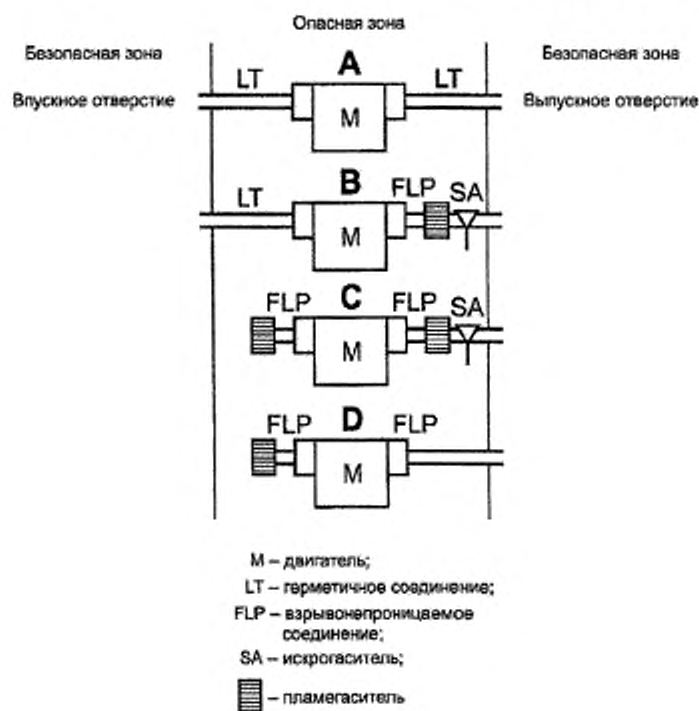 Опасная зона
Безопасная зона
Безопасная зона
A
LT
LT
Впускное отверстие
Выпускное отверстие
M
B
FLP
SA
LT
M
C
FLP
FLP
SA
M
D
FLP
FLP
M
M – двигатель;
LT – герметичное соединение;
FLP – взрывонепроницаемое
соединение;
SA – искрогаситель;
– пламегаситель